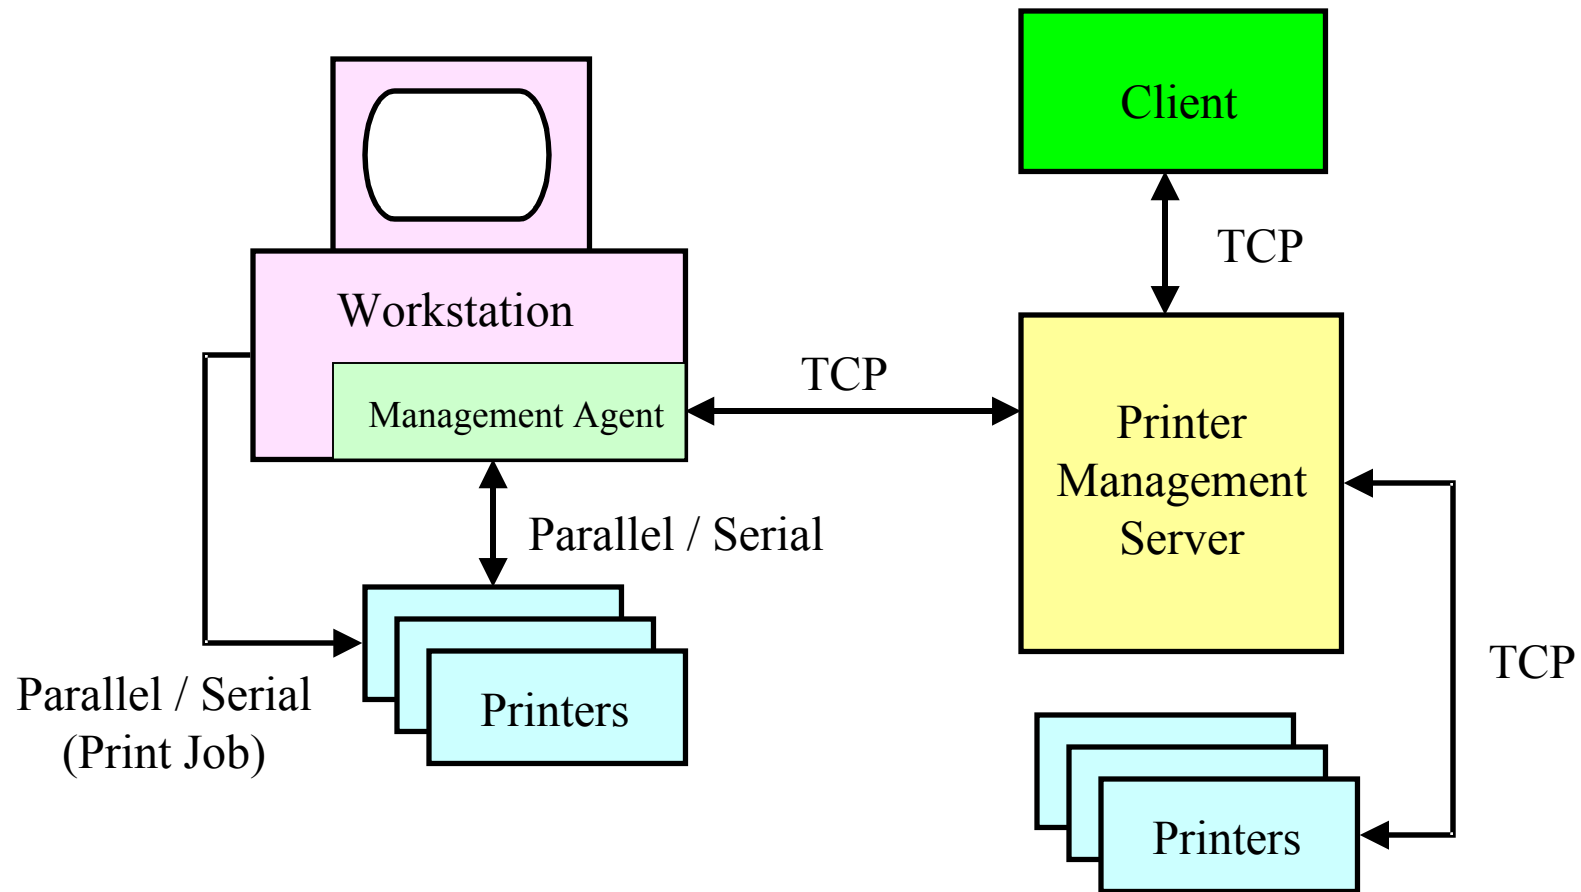 Client
TCP
Workstation
TCP
Management Agent
Printer
Management
Server
Parallel / Serial
TCP
Parallel / Serial
(Print Job)
Printers
Printers